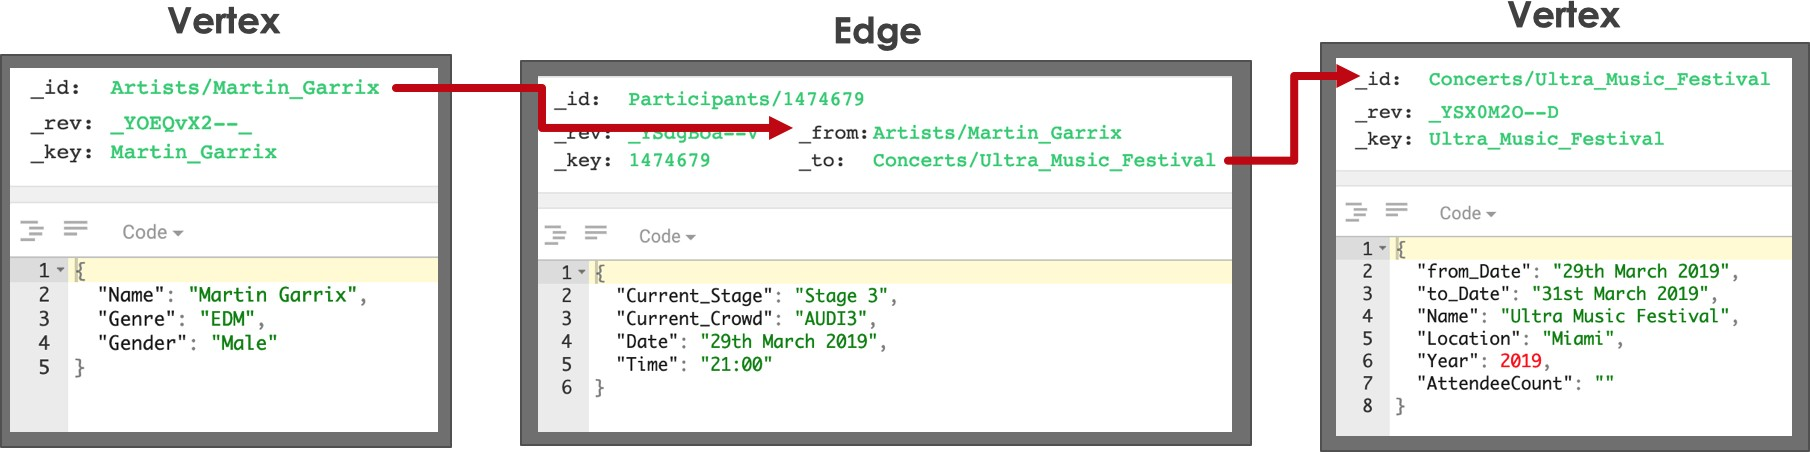 Vertex
_id: Artists/Martin_Garrix
_rev: _YOEQvX2--_
_key: Martin_Garrix
Code
1 {
2 "Name": "Martin Garrix",
3 "Genre": "EDM",
4 "Gender": "Male"
5 }
Edge
_id: Participants/1474679
_rev: _from: Artists/Martin_Garrix
_key: 1474679 _to: Concerts/Ultra_Music_Festival
Code
1 {
2 "Current_Stage": "Stage 3",
3 "Current_Crowd": "AUDI3",
4 "Date": "29th March 2019",
5 "Time": "21:00"
6 }
Vertex
_id: Concerts/Ultra_Music_Festival
_rev: _YSX0M2O--D
_key: Ultra_Music_Festival
Code
1 {
2 "from_Date": "29th March 2019",
3 "to_Date": "31st March 2019",
4 "Name": "Ultra Music Festival",
5 "Location": "Miami",
6 "Year": 2019,
7 "AttendeeCount": ""
8 }